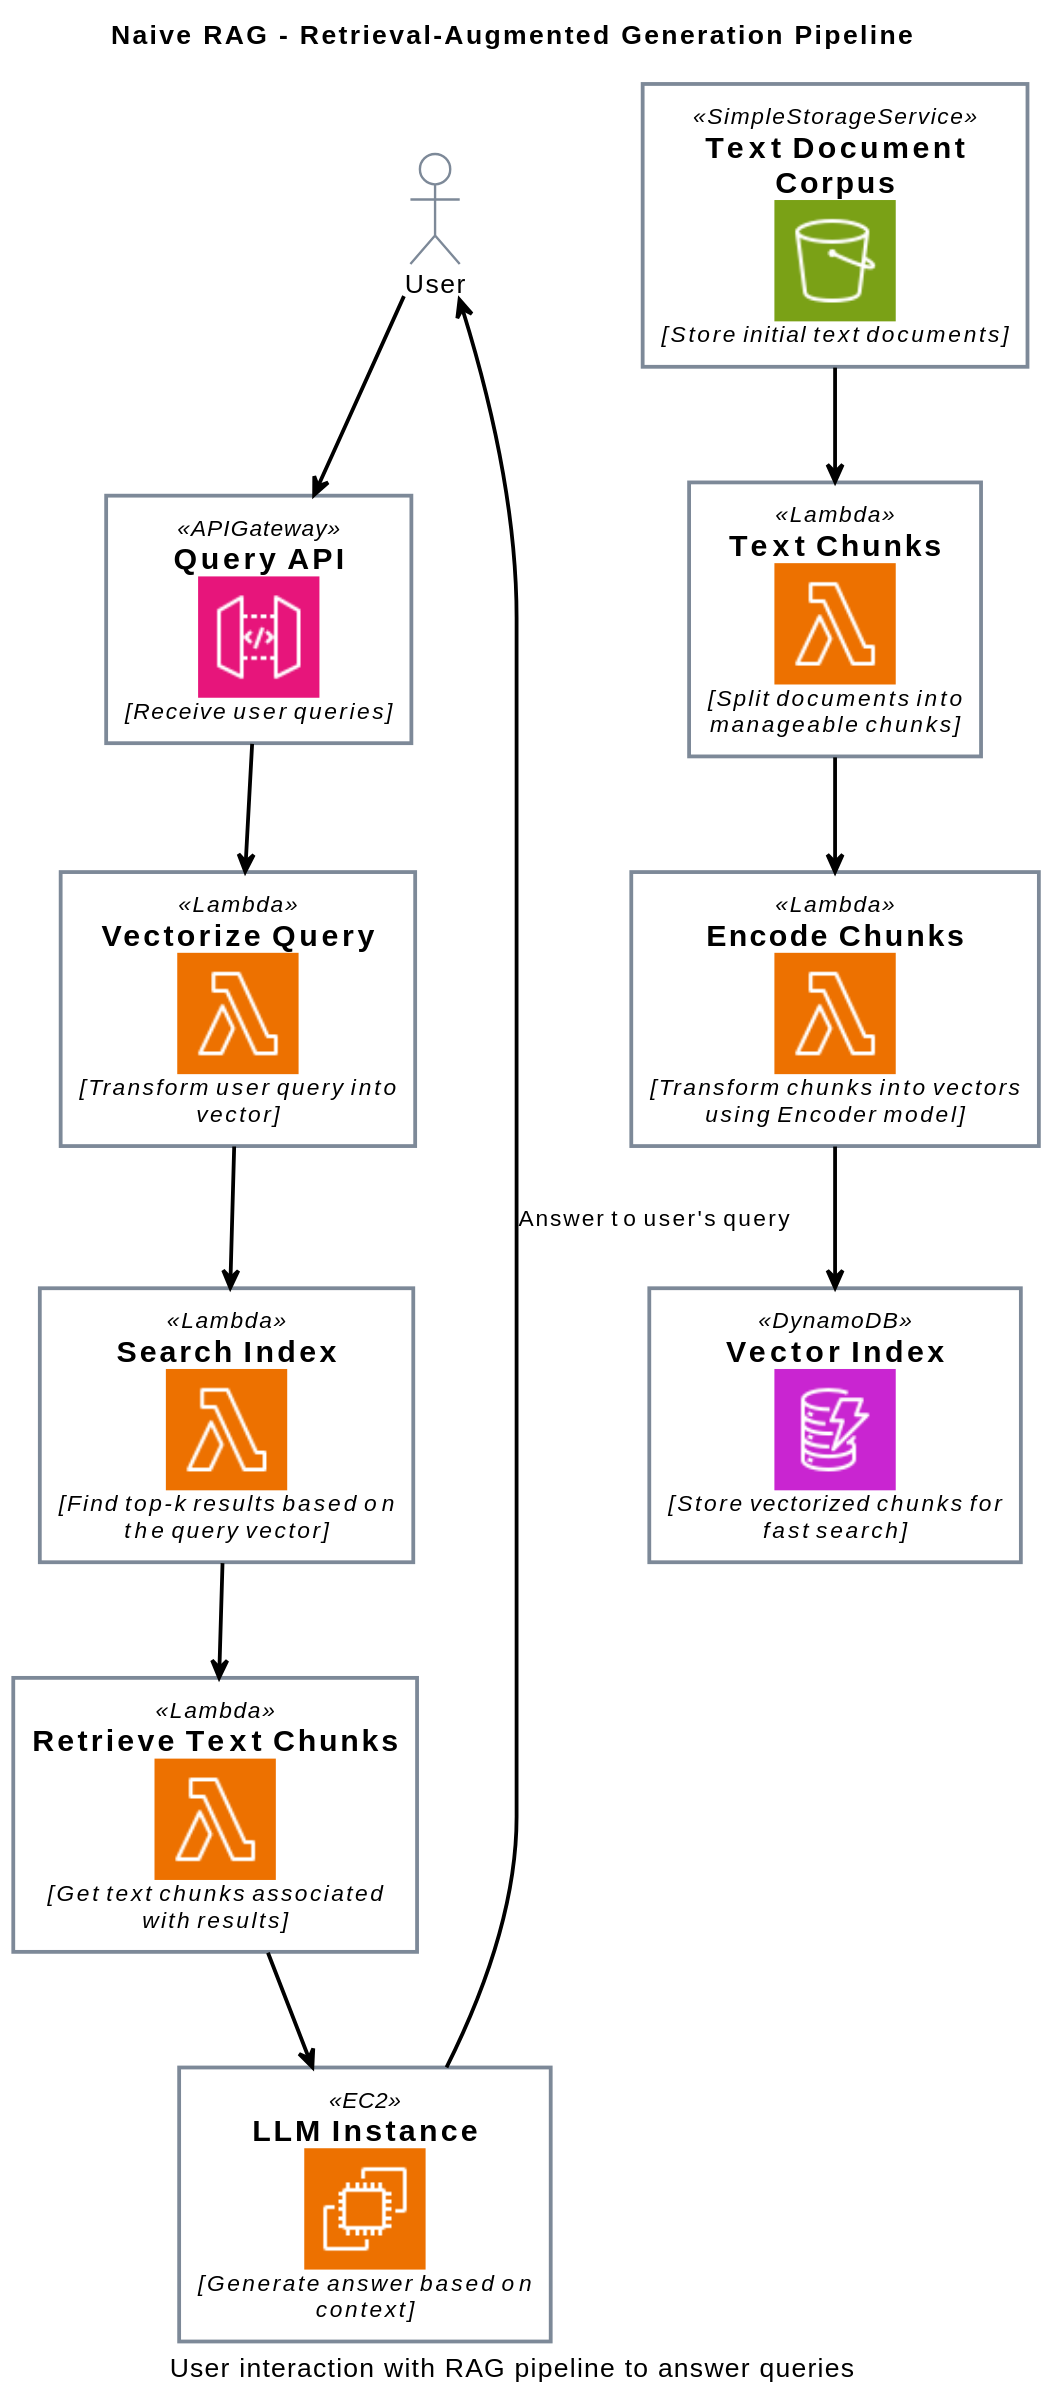 Naive RAG - Retrieval-Augmented Generation Pipeline
User
«APIGateway»
Query API
[Receive user queries]
«Lambda»
Vectorize Query
[Transform user query into
vector]
«Lambda»
Search Index
[Find top-k results based on
the query vector]
«Lambda»
Retrieve Text Chunks
[Get text chunks associated
with results]
«EC2»
LLM Instance
[Generate answer based on
context]
Answer to user's query
«SimpleStorageService»
Text Document
Corpus
[Store initial text documents]
«Lambda»
Text Chunks
[Split documents into
manageable chunks]
«Lambda»
Encode Chunks
[Transform chunks into vectors
using Encoder model]
«DynamoDB»
Vector Index
[Store vectorized chunks for
fast search]
User interaction with RAG pipeline to answer queries